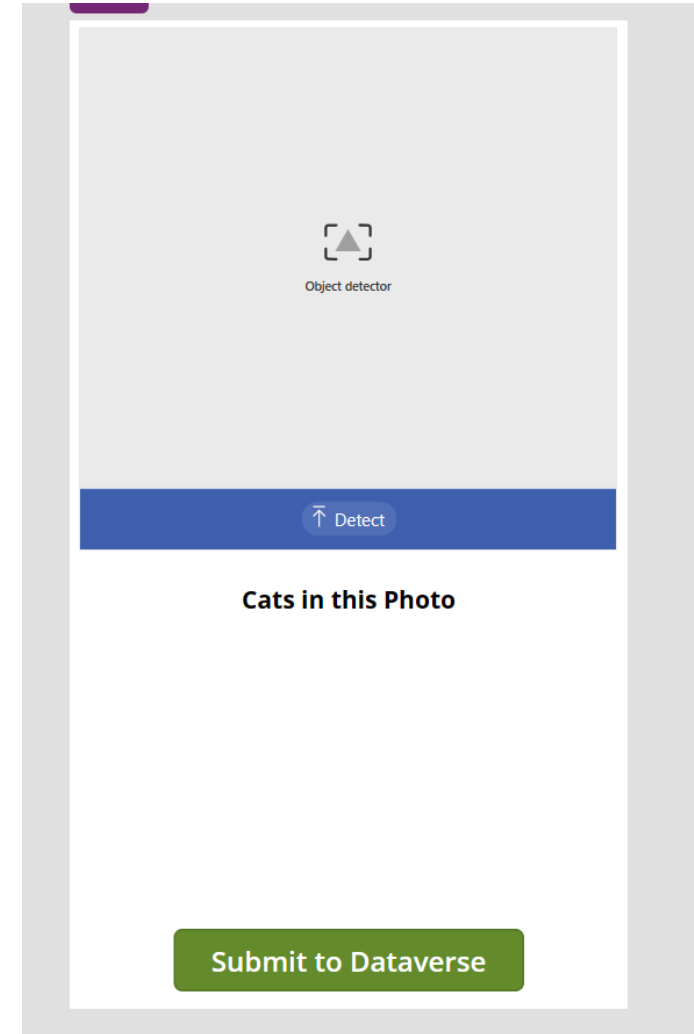 Object detector
Detect
Cats in this Photo
Submit to Dataverse